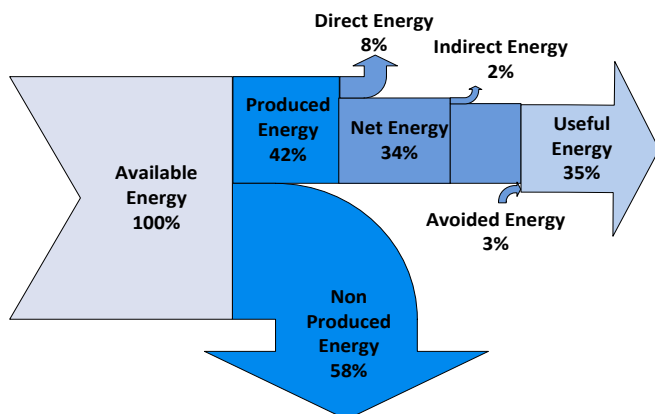 Direct Energy
8%
Indirect Energy
2%
Produced
Energy
42%
Net Energy
34%
Useful
Energy
35%
Available
Energy
100%
Avoided Energy
3%
Non
Produced
Energy
58%